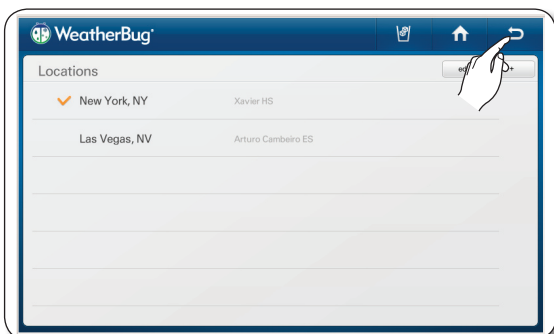 WeatherBug®
Locations
New York, NY Xavier HS
Las Vegas, NV Arturo Cambeiro ES